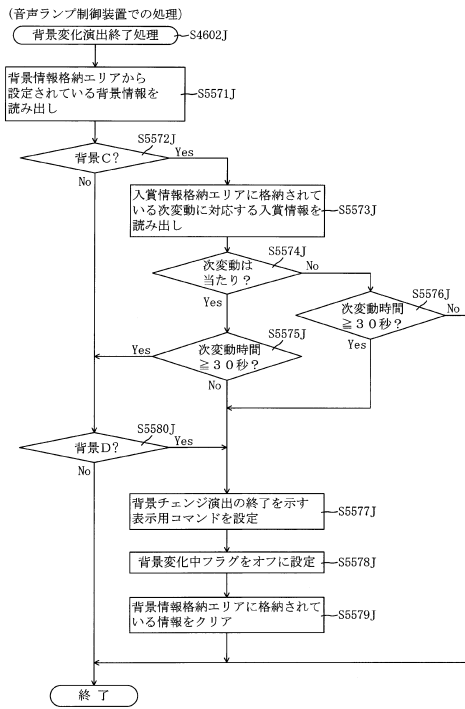 （音声ランプ制御装置での処理）
背景変化演出終了処理
S4602J
背景情報格納エリアから
設定されている背景情報を
読み出し
S5571J
背景C？
S5572J
Yes
No
入賞情報格納エリアに格納されて
いる次変動に対応する入賞情報を
読み出し
S5573J
次変動は
当たり？
S5574J
No
Yes
次変動時間
≧３０秒？
S5576J
No
Yes
次変動時間
≧３０秒？
S5575J
Yes
No
背景D？
S5580J
Yes
No
背景チェンジ演出の終了を示す
表示用コマンドを設定
S5577J
背景変化中フラグをオフに設定
S5578J
背景情報格納エリアに格納されて
いる情報をクリア
S5579J
終 了